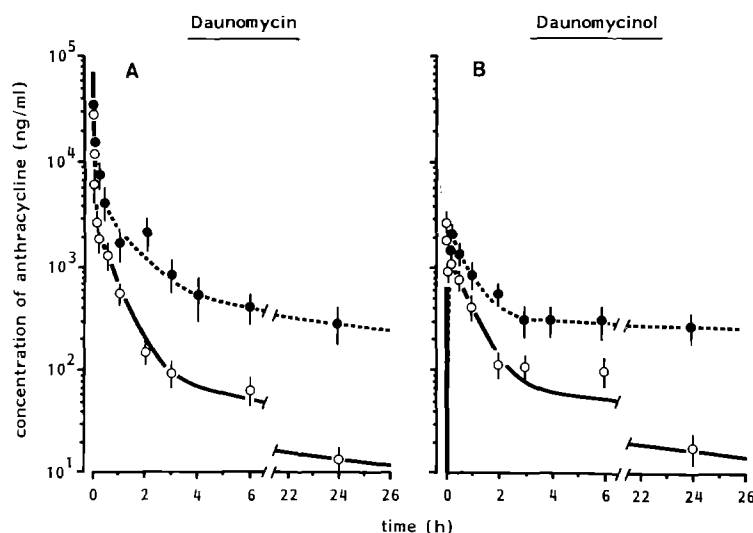 Daunomycin Daunomycinol
A B
concentration of anthracycline (ng/ml)
10⁵
10⁴
10³
10²
10¹
0 2 4 6 22 24 26 0 2 4 6 22 24 26
time (h)